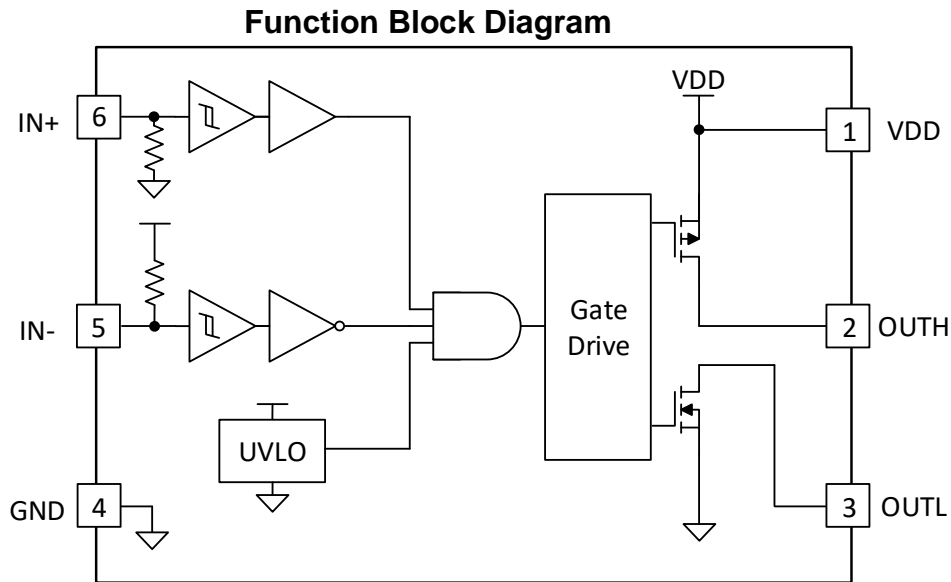 Function Block Diagram
VDD
IN+
6
1
VDD
IN-
5
Gate
Drive
2
OUTH
UVLO
GND
4
3
OUTL